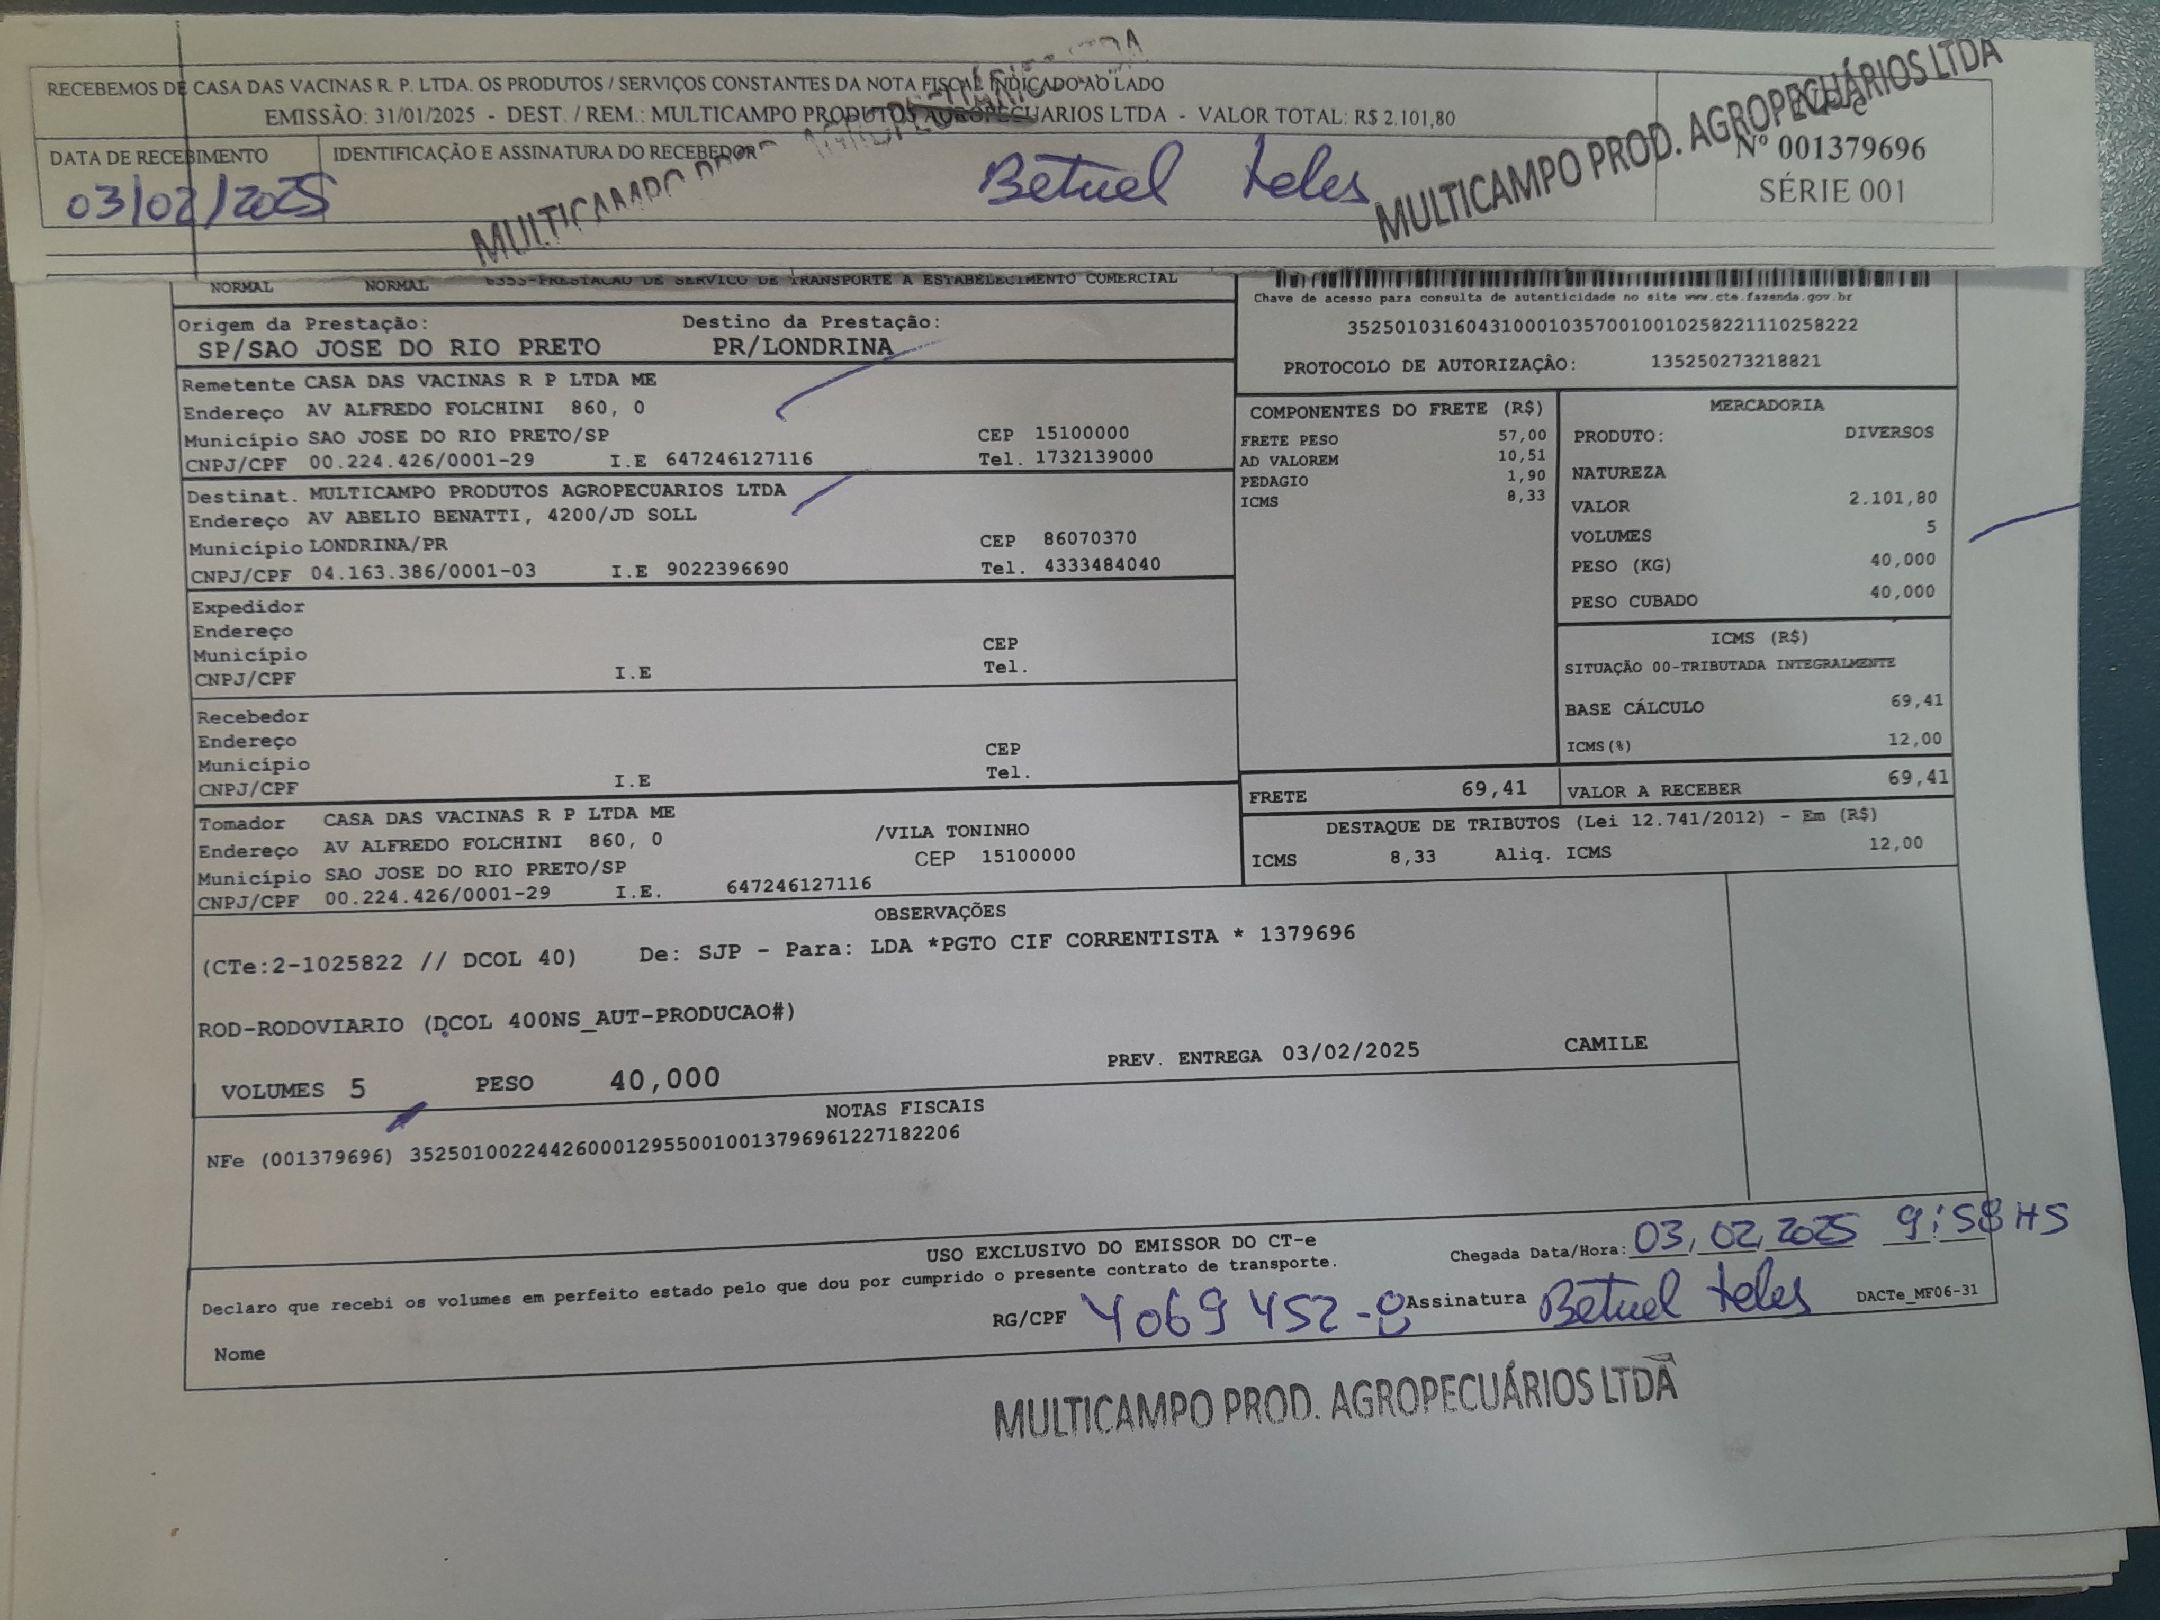 RECEBEMOS DE CASA DAS VACINAS R. P. LTDA. OS PRODUTOS / SERVIÇOS CONSTANTES DA NOTA FISCAL INDICADO AO LADO
EMISSÃO: 31/01/2025 - DEST. / REM.: MULTICAMPO PRODUTOS AGROPECUARIOS LTDA - VALOR TOTAL: R$ 2.101,80
NF-e
Nº 001379696
SÉRIE 001
DATA DE RECEBIMENTO
IDENTIFICAÇÃO E ASSINATURA DO RECEBEDOR
03/02/2025
Betuel teles
MULTICAMPO PROD. AGROPECUÁRIOS LTDA
MULTICAMPO PROD. AGROPECUÁRIOS LTDA
NORMAL NORMAL 6353-PRESTACAO DE SERVICO DE TRANSPORTE A ESTABELECIMENTO COMERCIAL
Origem da Prestação: Destino da Prestação:
SP/SAO JOSE DO RIO PRETO PR/LONDRINA
Chave de acesso para consulta de autenticidade no site www.cte.fazenda.gov.br
35250103160431000103570010010258221110258222
PROTOCOLO DE AUTORIZAÇÃO: 135250273218821
Remetente CASA DAS VACINAS R P LTDA ME
Endereço AV ALFREDO FOLCHINI 860, 0
Município SAO JOSE DO RIO PRETO/SP CEP 15100000
CNPJ/CPF 00.224.426/0001-29 I.E 647246127116 Tel. 1732139000
Destinat. MULTICAMPO PRODUTOS AGROPECUARIOS LTDA
Endereço AV ABELIO BENATTI, 4200/JD SOLL
Município LONDRINA/PR CEP 86070370
CNPJ/CPF 04.163.386/0001-03 I.E 9022396690 Tel. 4333484040
Expedidor
Endereço
Município CEP
CNPJ/CPF I.E Tel.
Recebedor
Endereço
Município CEP
CNPJ/CPF I.E Tel.
Tomador CASA DAS VACINAS R P LTDA ME
Endereço AV ALFREDO FOLCHINI 860, 0 /VILA TONINHO
Município SAO JOSE DO RIO PRETO/SP CEP 15100000
CNPJ/CPF 00.224.426/0001-29 I.E. 647246127116
COMPONENTES DO FRETE (R$)
FRETE PESO 57,00
AD VALOREM 10,51
PEDAGIO 1,90
ICMS 8,33
MERCADORIA
PRODUTO: DIVERSOS
NATUREZA
VALOR 2.101,80
VOLUMES 5
PESO (KG) 40,000
PESO CUBADO 40,000
ICMS (R$)
SITUAÇÃO 00-TRIBUTADA INTEGRALMENTE
BASE CÁLCULO 69,41
ICMS(%) 12,00
FRETE 69,41 VALOR A RECEBER 69,41
DESTAQUE DE TRIBUTOS (Lei 12.741/2012) - Em (R$)
ICMS 8,33 Aliq. ICMS 12,00
OBSERVAÇÕES
(CTe:2-1025822 // DCOL 40) De: SJP - Para: LDA *PGTO CIF CORRENTISTA * 1379696
ROD-RODOVIARIO (DCOL 400NS_AUT-PRODUCAO#)
VOLUMES 5 PESO 40,000 PREV. ENTREGA 03/02/2025 CAMILE
NOTAS FISCAIS
NFe (001379696) 35250100224426000129550010013796961227182206
USO EXCLUSIVO DO EMISSOR DO CT-e
Declaro que recebi os volumes em perfeito estado pelo que dou por cumprido o presente contrato de transporte.
Chegada Data/Hora: 03,02,2025 9:58 HS
Nome RG/CPF 4069452-8 Assinatura Betuel teles DACTe_MF06-31
MULTICAMPO PROD. AGROPECUÁRIOS LTDA